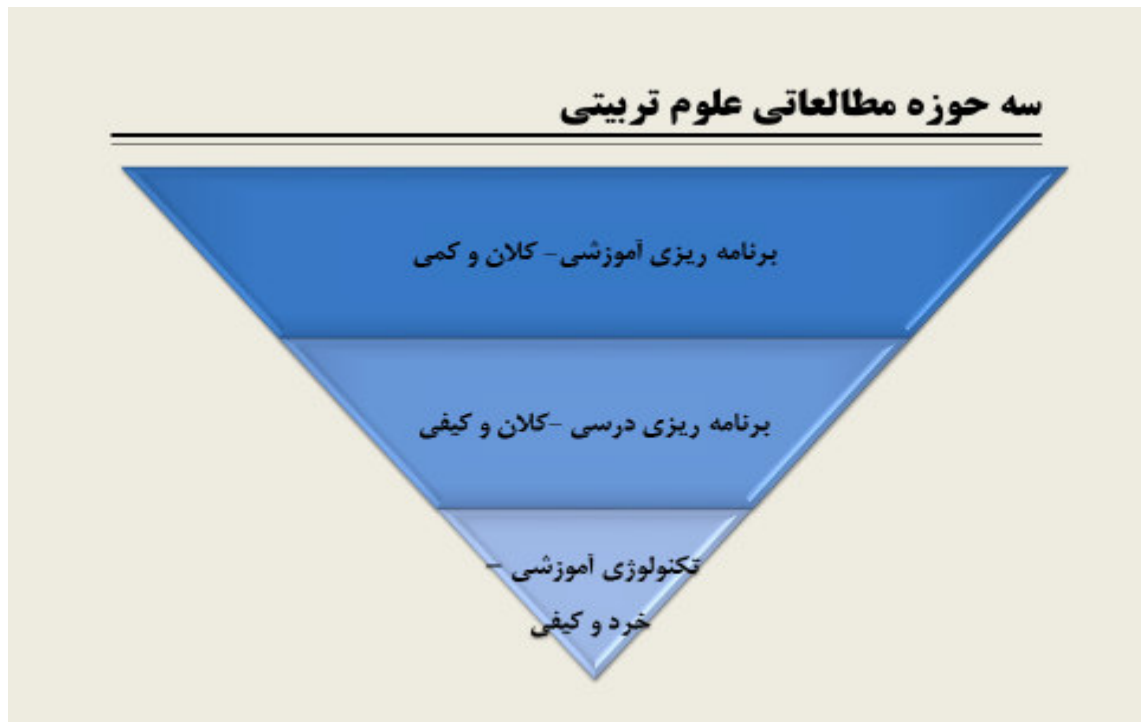 سه حوزه مطالعاتی علوم تربیتی
برنامه ریزی آموزشی- کلان و کمی
برنامه ریزی درسی -کلان و کیفی
تکنولوژی آموزشی –
خرد و کیفی